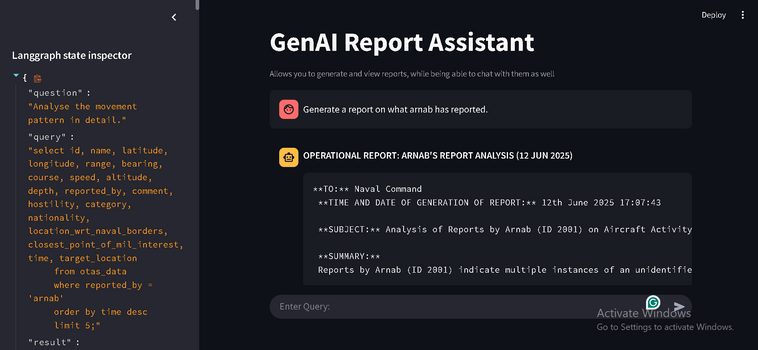 Deploy
Langgraph state inspector
{
"question" :
"Analyse the movement
pattern in detail."
"query" :
"select id, name, latitude,
longitude, range, bearing,
course, speed, altitude,
depth, reported_by, comment,
hostility, category,
nationality,
location_wrt_naval_borders,
closest_point_of_mil_interest,
time, target_location
from otas_data
where reported_by =
'arnab'
order by time desc
limit 5;"
"result" :
GenAI Report Assistant
Allows you to generate and view reports, while being able to chat with them as well
Generate a report on what arnab has reported.
OPERATIONAL REPORT: ARNAB'S REPORT ANALYSIS (12 JUN 2025)
**TO:** Naval Command
**TIME AND DATE OF GENERATION OF REPORT:** 12th June 2025 17:07:43
**SUBJECT:** Analysis of Reports by Arnab (ID 2001) on Aircraft Activity
**SUMMARY:**
Reports by Arnab (ID 2001) indicate multiple instances of an unidentifie
Enter Query:
Activate Windows
Go to Settings to activate Windows.